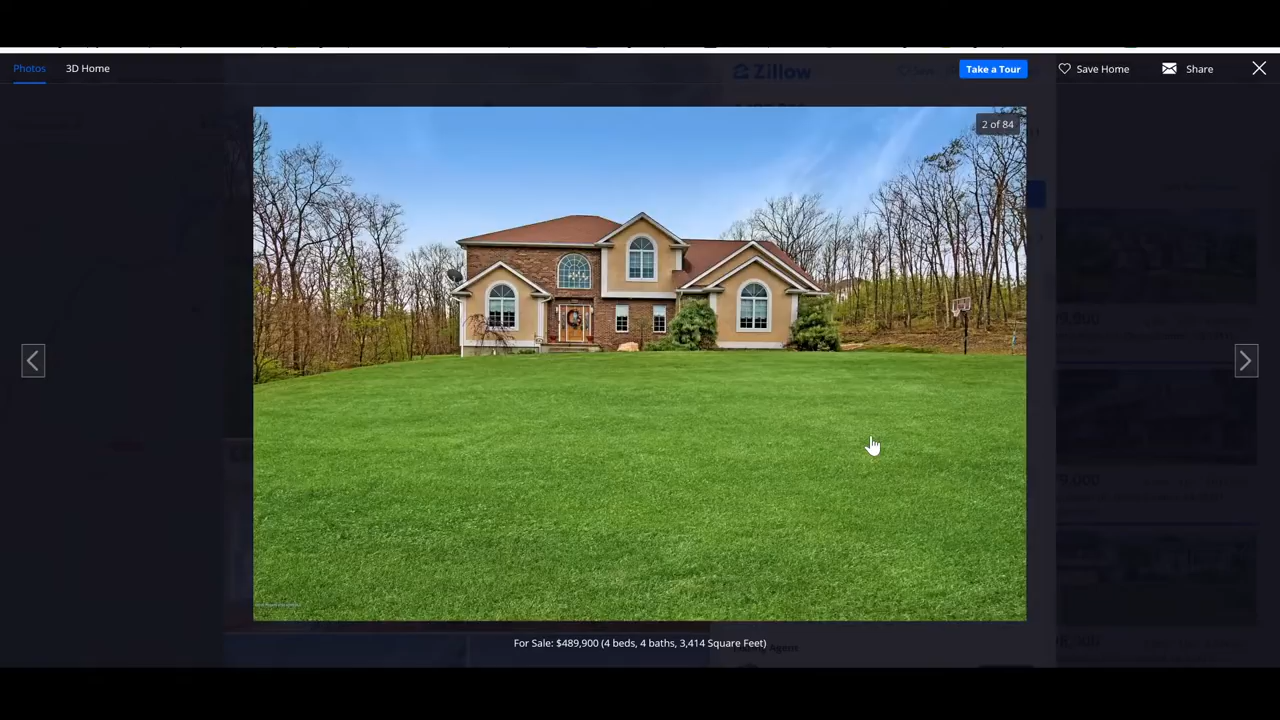 Photos
3D Home
Zillow
Take a Tour
Save Home
Share
2 of 84
For Sale: $489,900 (4 beds, 4 baths, 3,414 Square Feet)